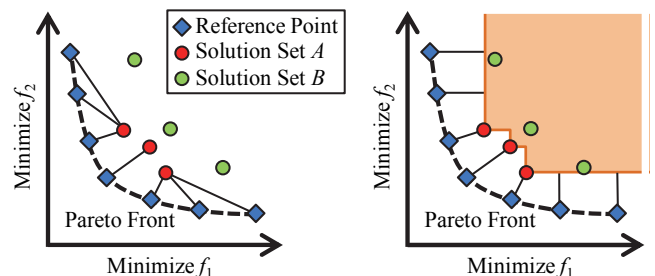 Reference Point
Solution Set A
Solution Set B
Minimize f₂
Pareto Front
Minimize f₁
Minimize f₂
Pareto Front
Minimize f₁